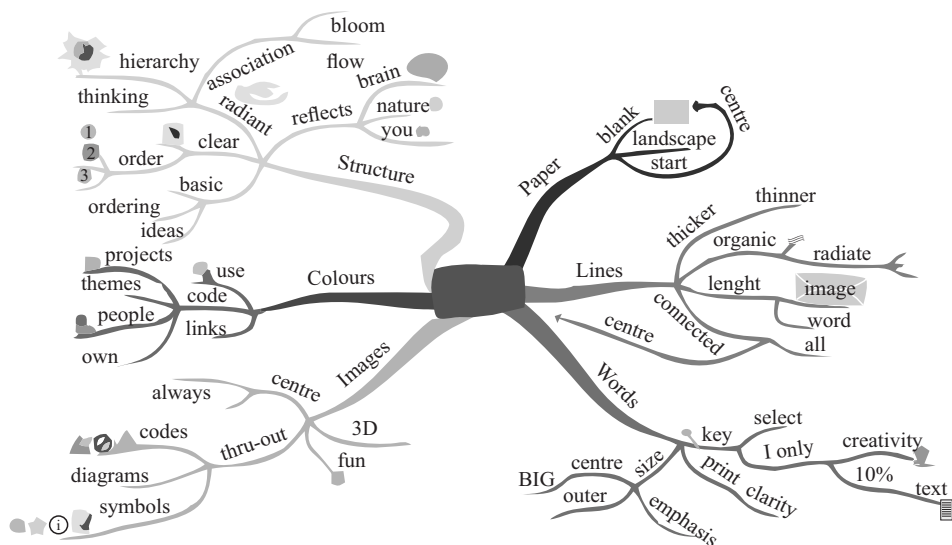 bloom
association
flow
hierarchy
thinking
radiant
brain
reflects
nature
you
1
2
3
order
clear
basic
ordering
ideas
Structure
Paper
blank
centre
landscape
start
Lines
thicker
thinner
organic
radiate
lenght
image
word
connected
centre
all
Colours
projects
themes
people
own
use
code
links
Images
centre
always
thru-out
codes
diagrams
symbols
i
3D
fun
Words
key
select
1 only
creativity
10%
text
print clarity
size
centre
BIG
outer
emphasis